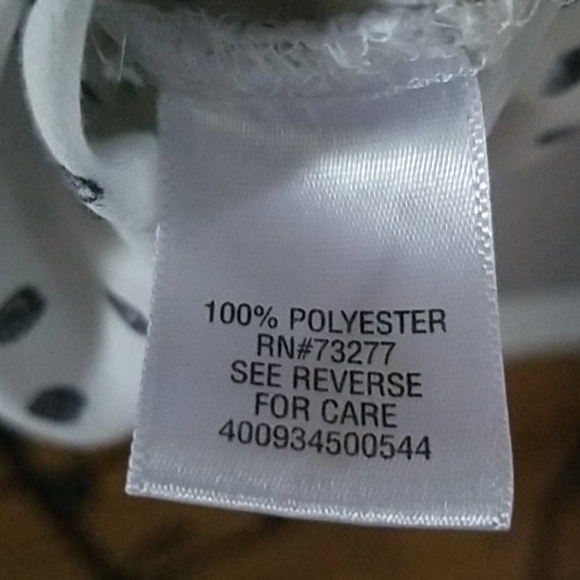 100% POLYESTER
RN#73277
SEE REVERSE
FOR CARE
400934500544